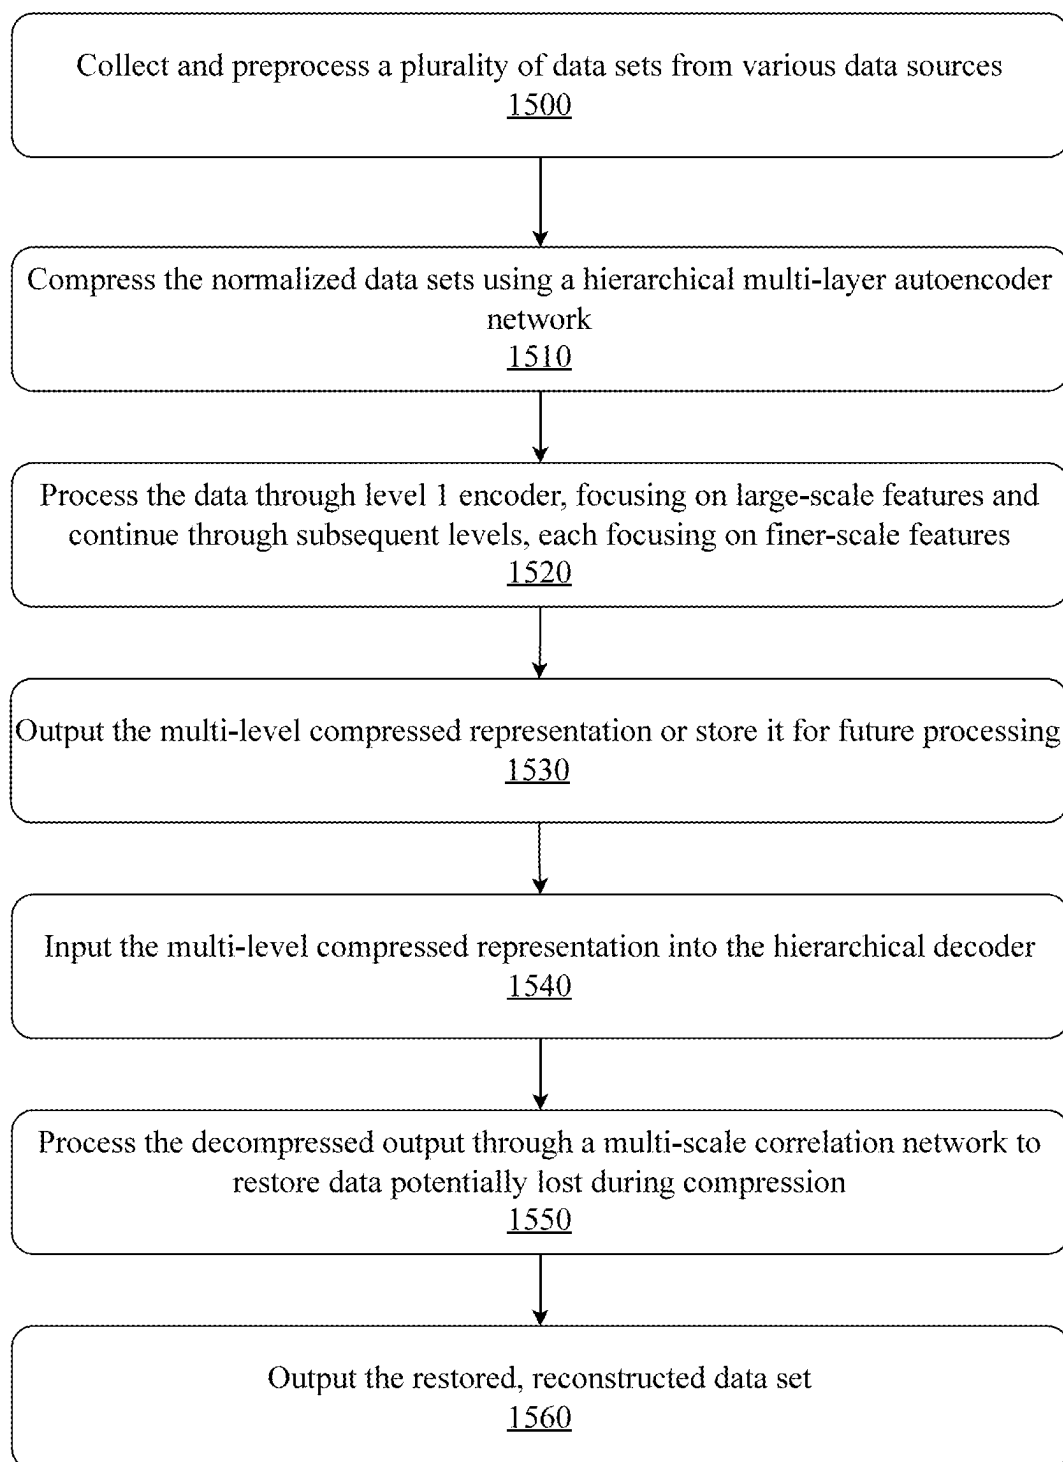 Collect and preprocess a plurality of data sets from various data sources
1500
Compress the normalized data sets using a hierarchical multi-layer autoencoder
network
1510
Process the data through level 1 encoder, focusing on large-scale features and
continue through subsequent levels, each focusing on finer-scale features
1520
Output the multi-level compressed representation or store it for future processing
1530
Input the multi-level compressed representation into the hierarchical decoder
1540
Process the decompressed output through a multi-scale correlation network to
restore data potentially lost during compression
1550
Output the restored, reconstructed data set
1560